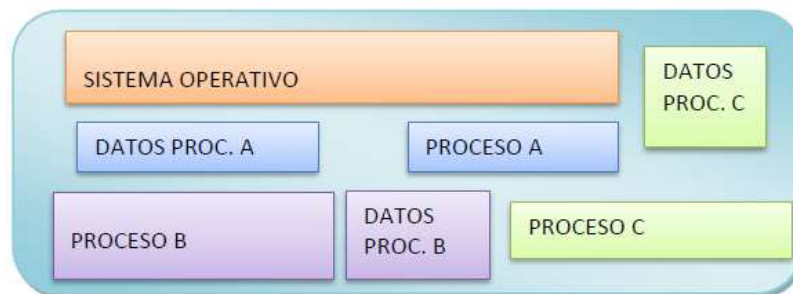 SISTEMA OPERATIVO
DATOS
PROC. C
DATOS PROC. A
PROCESO A
PROCESO B
DATOS
PROC. B
PROCESO C